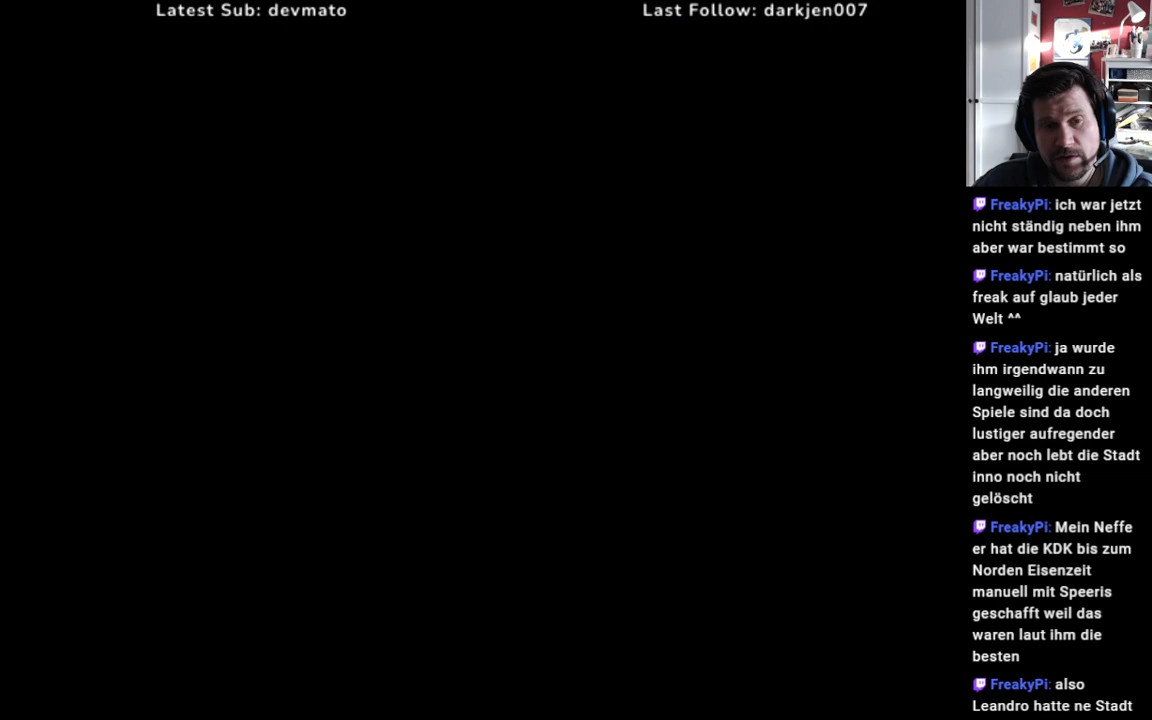 Latest Sub: devmato
Last Follow: darkjen007
FreakyPi: ich war jetzt
nicht ständig neben ihm
aber war bestimmt so
FreakyPi: natürlich als
freak auf glaub jeder
Welt ^^
FreakyPi: ja wurde
ihm irgendwann zu
langweilig die anderen
Spiele sind da doch
lustiger aufregender
aber noch lebt die Stadt
inno noch nicht
gelöscht
FreakyPi: Mein Neffe
er hat die KDK bis zum
Norden Eisenzeit
manuell mit Speeris
geschafft weil das
waren laut ihm die
besten
FreakyPi: also
Leandro hatte ne Stadt